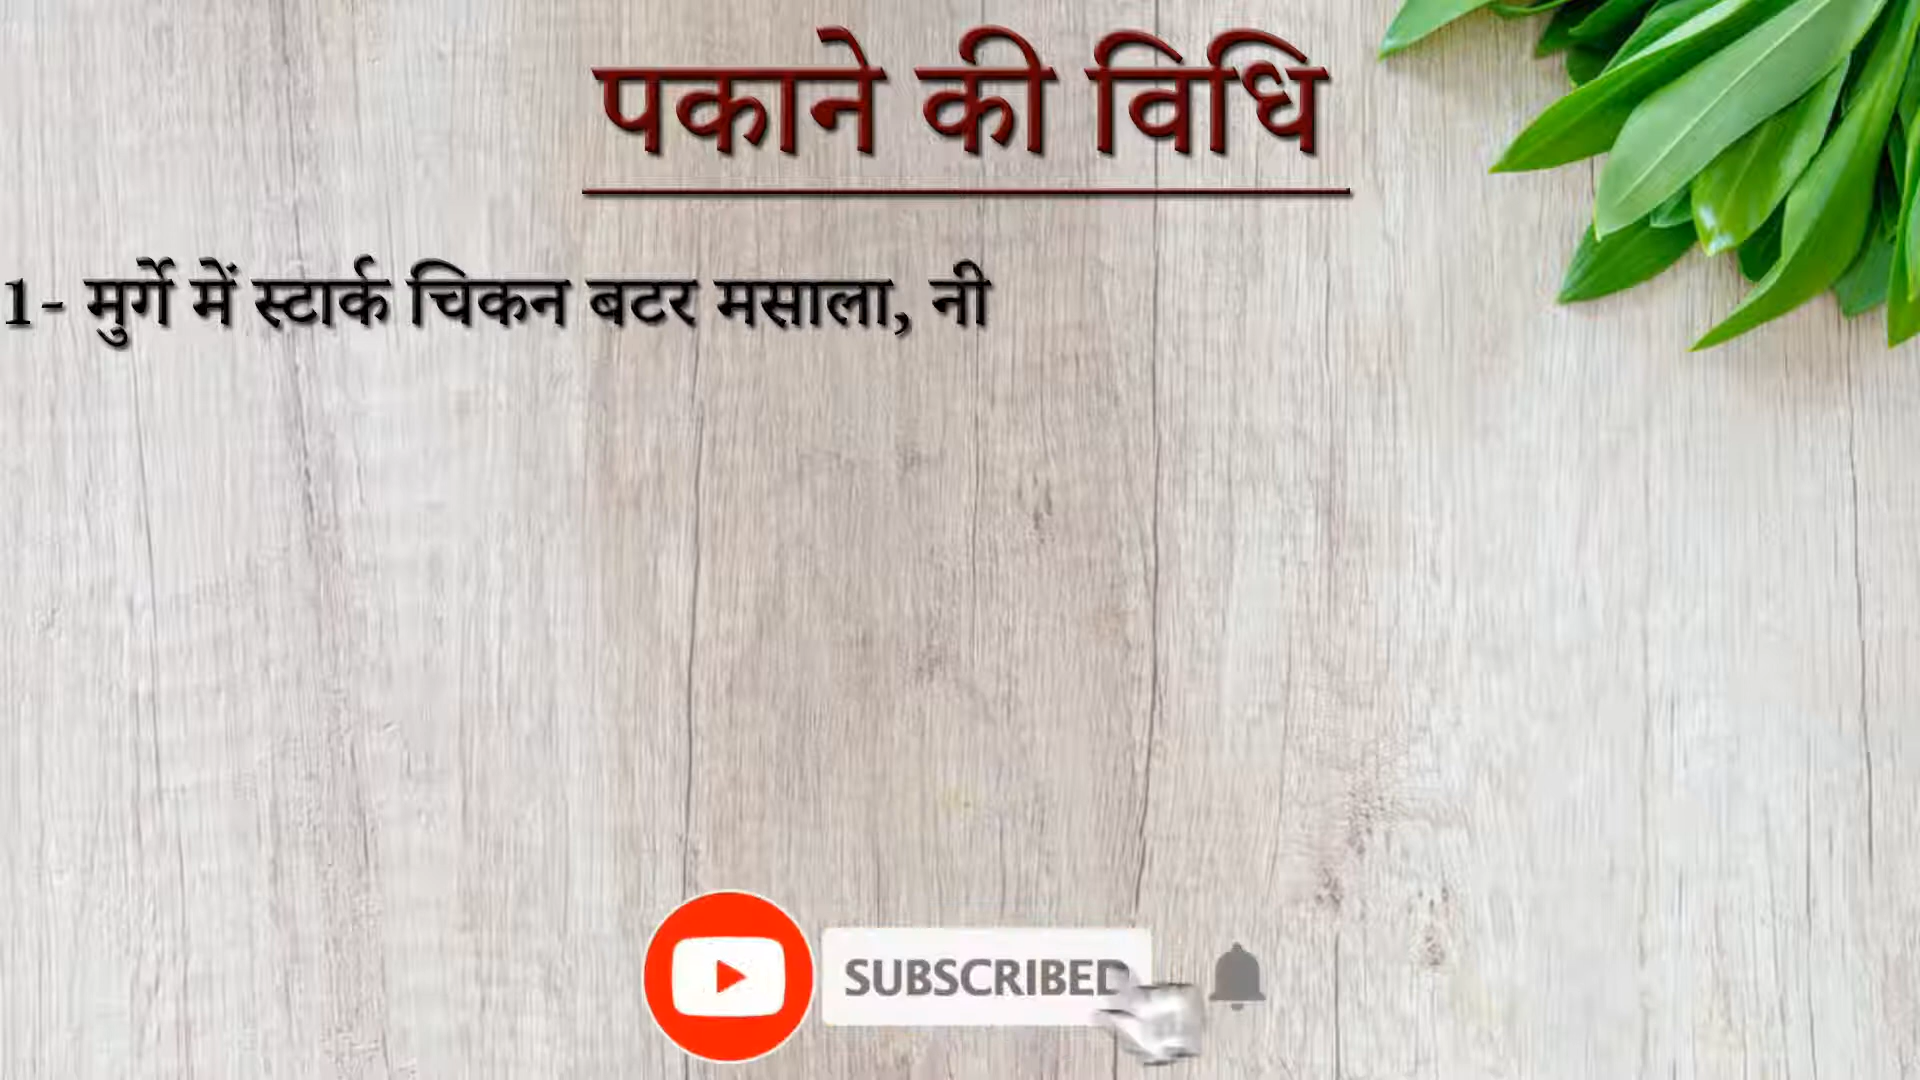 पकाने की विधि
1- मुर्गे में स्टार्क चिकन बटर मसाला, नी
SUBSCRIBED